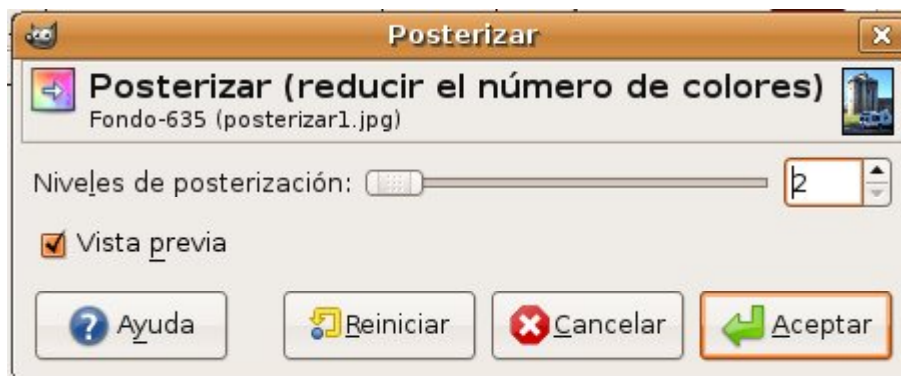 Posterizar
Posterizar (reducir el número de colores)
Fondo-635 (posterizar1.jpg)
Niveles de posterización: 2
Vista previa
Ayuda Reiniciar Cancelar Aceptar